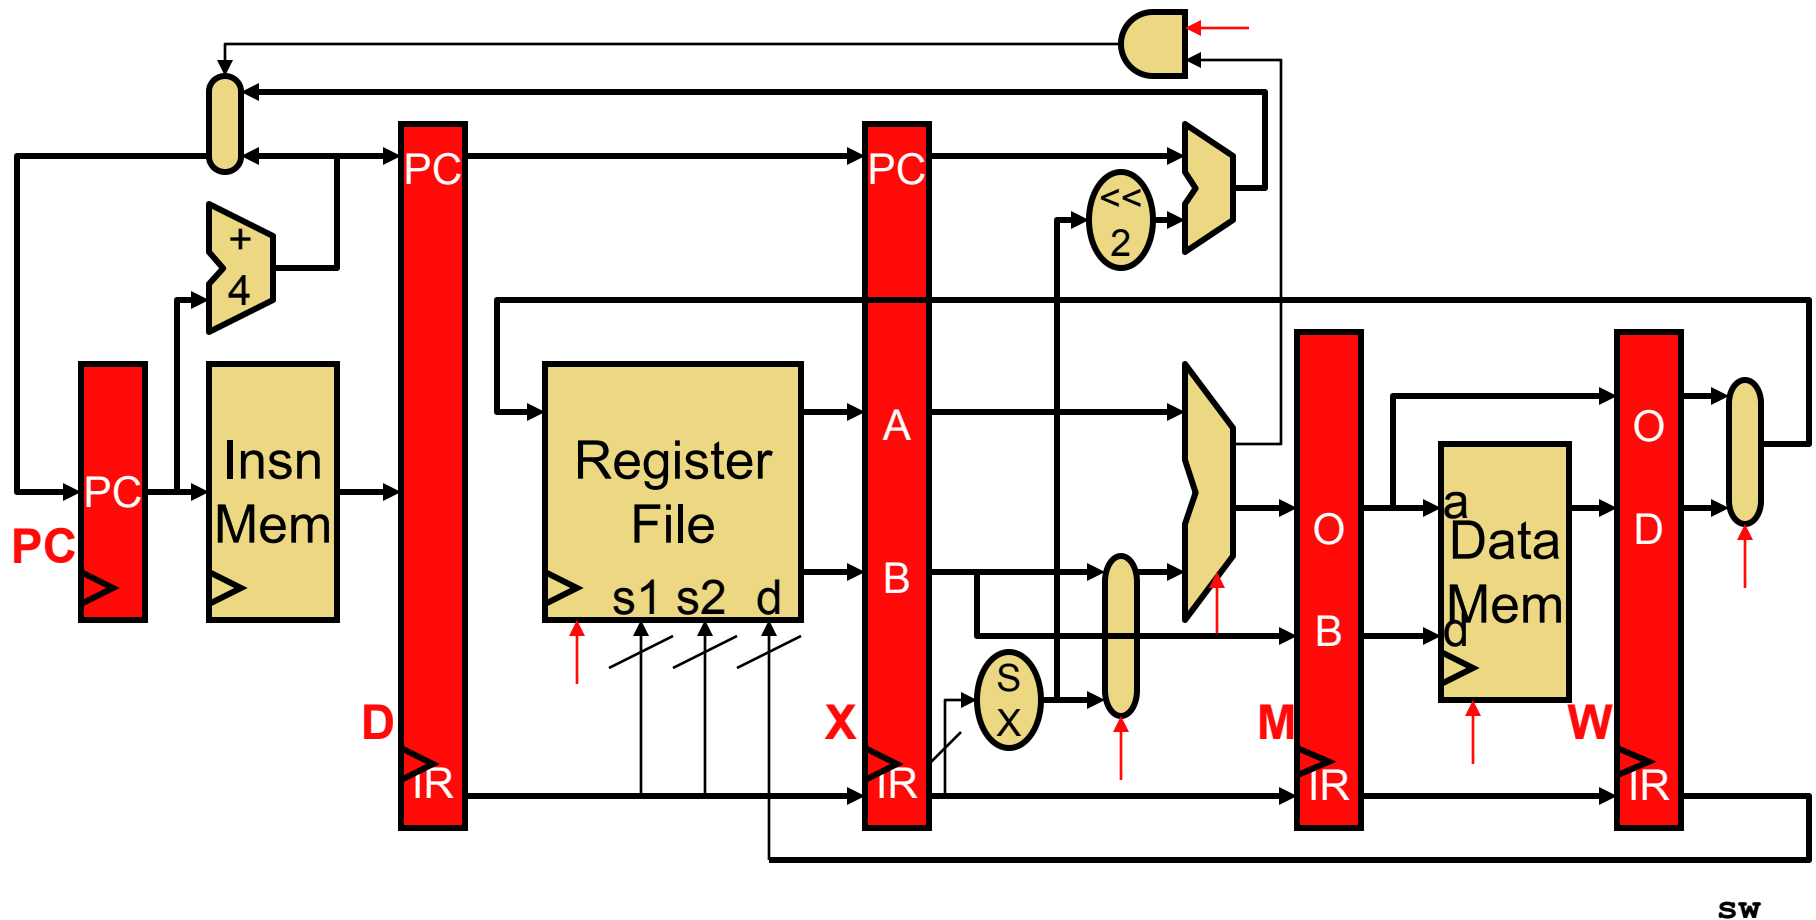 PC
PC
<<
2
+
4
Insn
Mem
PC
PC
Register
File
s1 s2 d
A
B
O
B
a
Data
Mem
d
O
D
S
X
D
X
M
W
IR
IR
IR
IR
sw